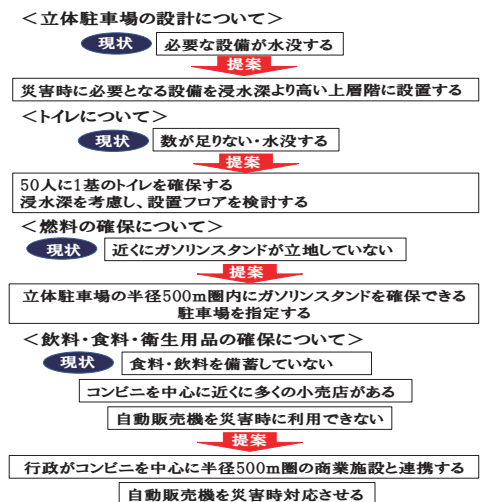 ＜立体駐車場の設計について＞
現状 必要な設備が水没する
提案
災害時に必要となる設備を浸水深より高い上層階に設置する
＜トイレについて＞
現状 数が足りない・水没する
提案
50人に1基のトイレを確保する
浸水深を考慮し、設置フロアを検討する
＜燃料の確保について＞
現状 近くにガソリンスタンドが立地していない
提案
立体駐車場の半径500m圏内にガソリンスタンドを確保できる
駐車場を指定する
＜飲料・食料・衛生用品の確保について＞
現状 食料・飲料を備蓄していない
コンビニを中心に近くに多くの小売店がある
自動販売機を災害時に利用できない
提案
行政がコンビニを中心に半径500m圏の商業施設と連携する
自動販売機を災害時対応させる